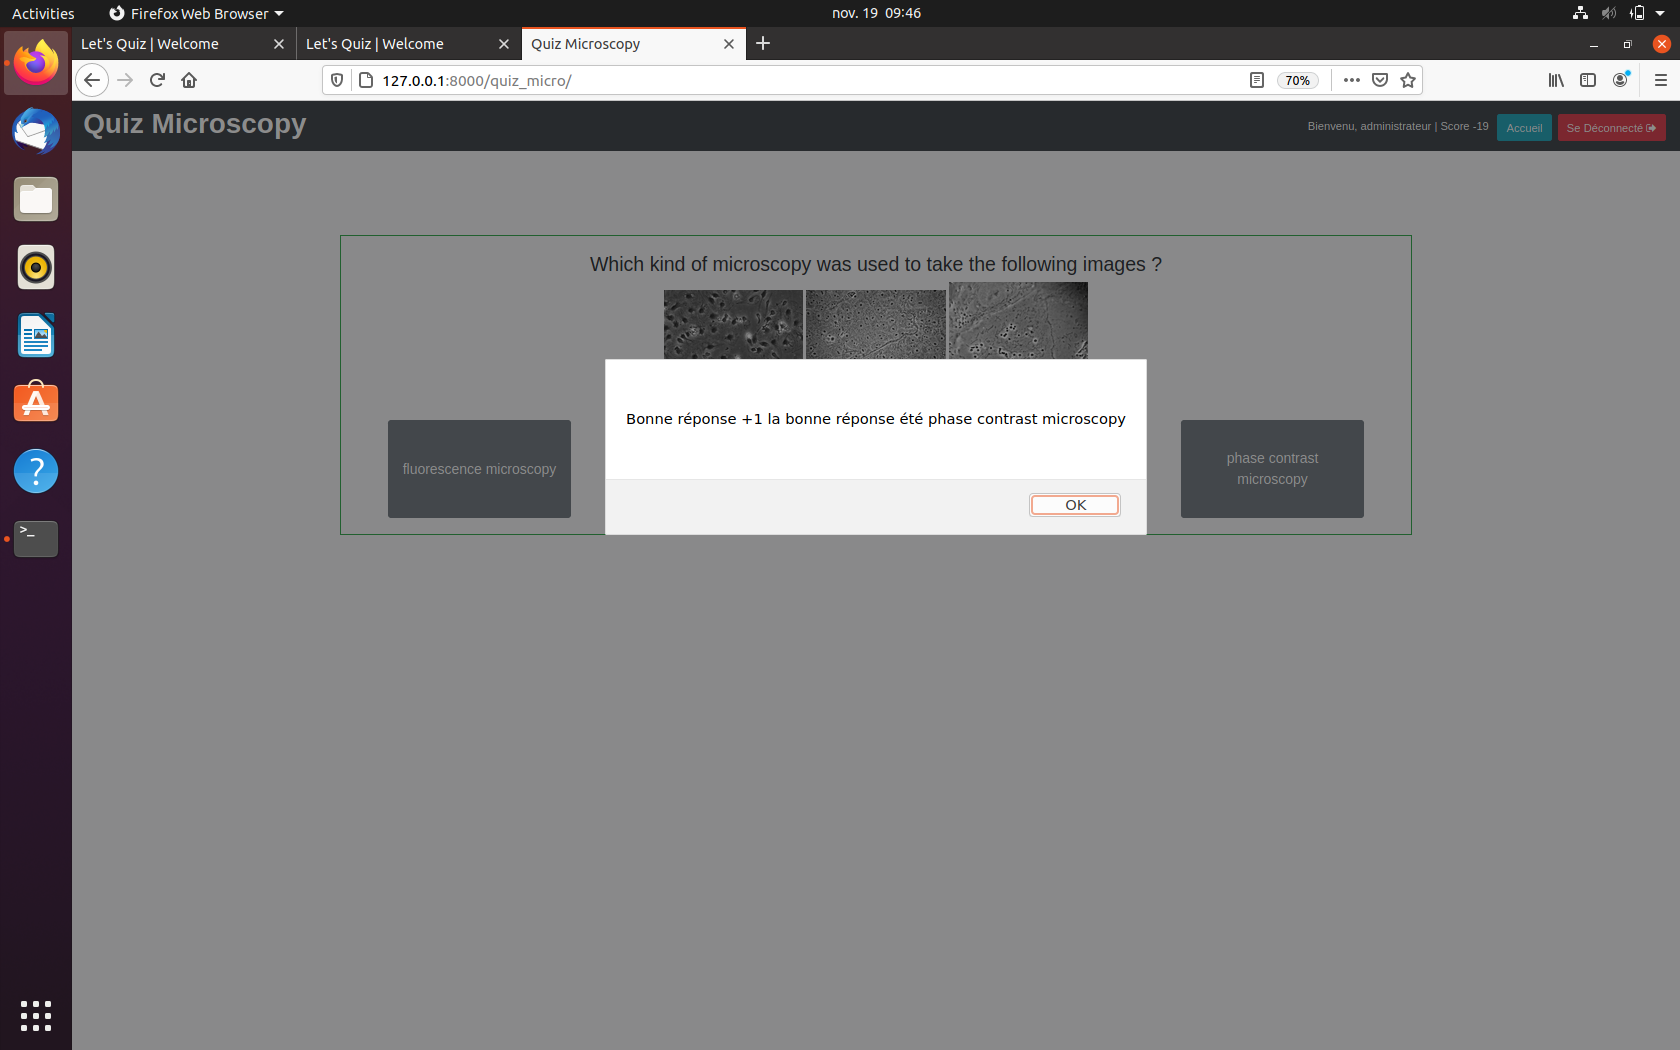 Activities
Firefox Web Browser
nov. 19 09:46
Let's Quiz | Welcome
Let's Quiz | Welcome
Quiz Microscopy
127.0.0.1:8000/quiz_micro/
70%
Quiz Microscopy
Bienvenu, administrateur | Score -19
Accueil
Se Déconnecté
Which kind of microscopy was used to take the following images ?
Bonne réponse +1 la bonne réponse été phase contrast microscopy
OK
fluorescence microscopy
phase contrast
microscopy